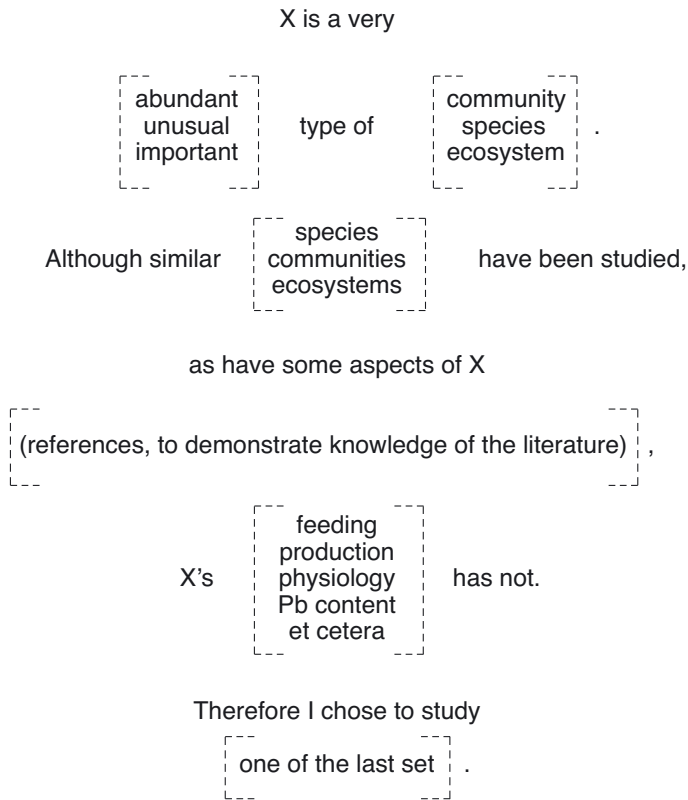 X is a very
abundant
unusual
important
type of
community
species
ecosystem
.
Although similar
species
communities
ecosystems
have been studied,
as have some aspects of X
(references, to demonstrate knowledge of the literature) ,
X’s
feeding
production
physiology
Pb content
et cetera
has not.
Therefore I chose to study
one of the last set .